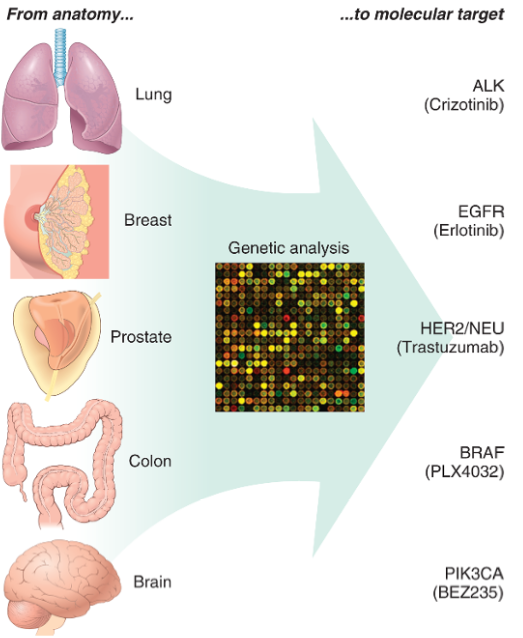 From anatomy...
...to molecular target
Lung
ALK
(Crizotinib)
Breast
EGFR
(Erlotinib)
Genetic analysis
Prostate
HER2/NEU
(Trastuzumab)
Colon
BRAF
(PLX4032)
Brain
PIK3CA
(BEZ235)